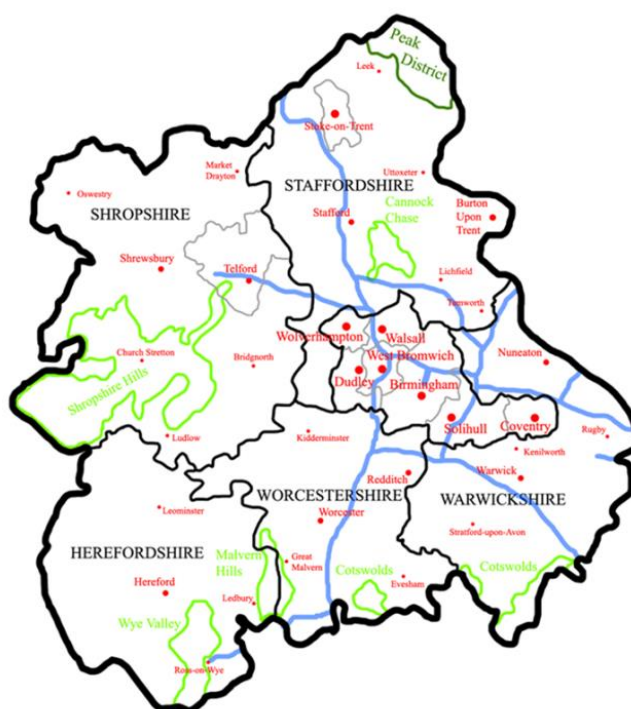 Peak
District
Leek
Stoke-on-Trent
Market
Drayton
Uttoxeter
Oswestry
STAFFORDSHIRE
Cannock
Chase
Burton
Upon
Trent
SHROPSHIRE
Stafford
Shrewsbury
Telford
Lichfield
Tamworth
Wolverhampton
Walsall
Church Stretton
Bridgnorth
West Bromwich
Nuneaton
Shropshire Hills
Dudley
Birmingham
Solihull
Coventry
Ludlow
Kidderminster
Rugby
Kenilworth
Redditch
Warwick
WORCESTERSHIRE
WARWICKSHIRE
Leominster
Worcester
Stratford-upon-Avon
HEREFORDSHIRE
Malvern
Hills
Great
Malvern
Cotswolds
Cotswolds
Evesham
Hereford
Ledbury
Wye Valley
Ross-on-Wye